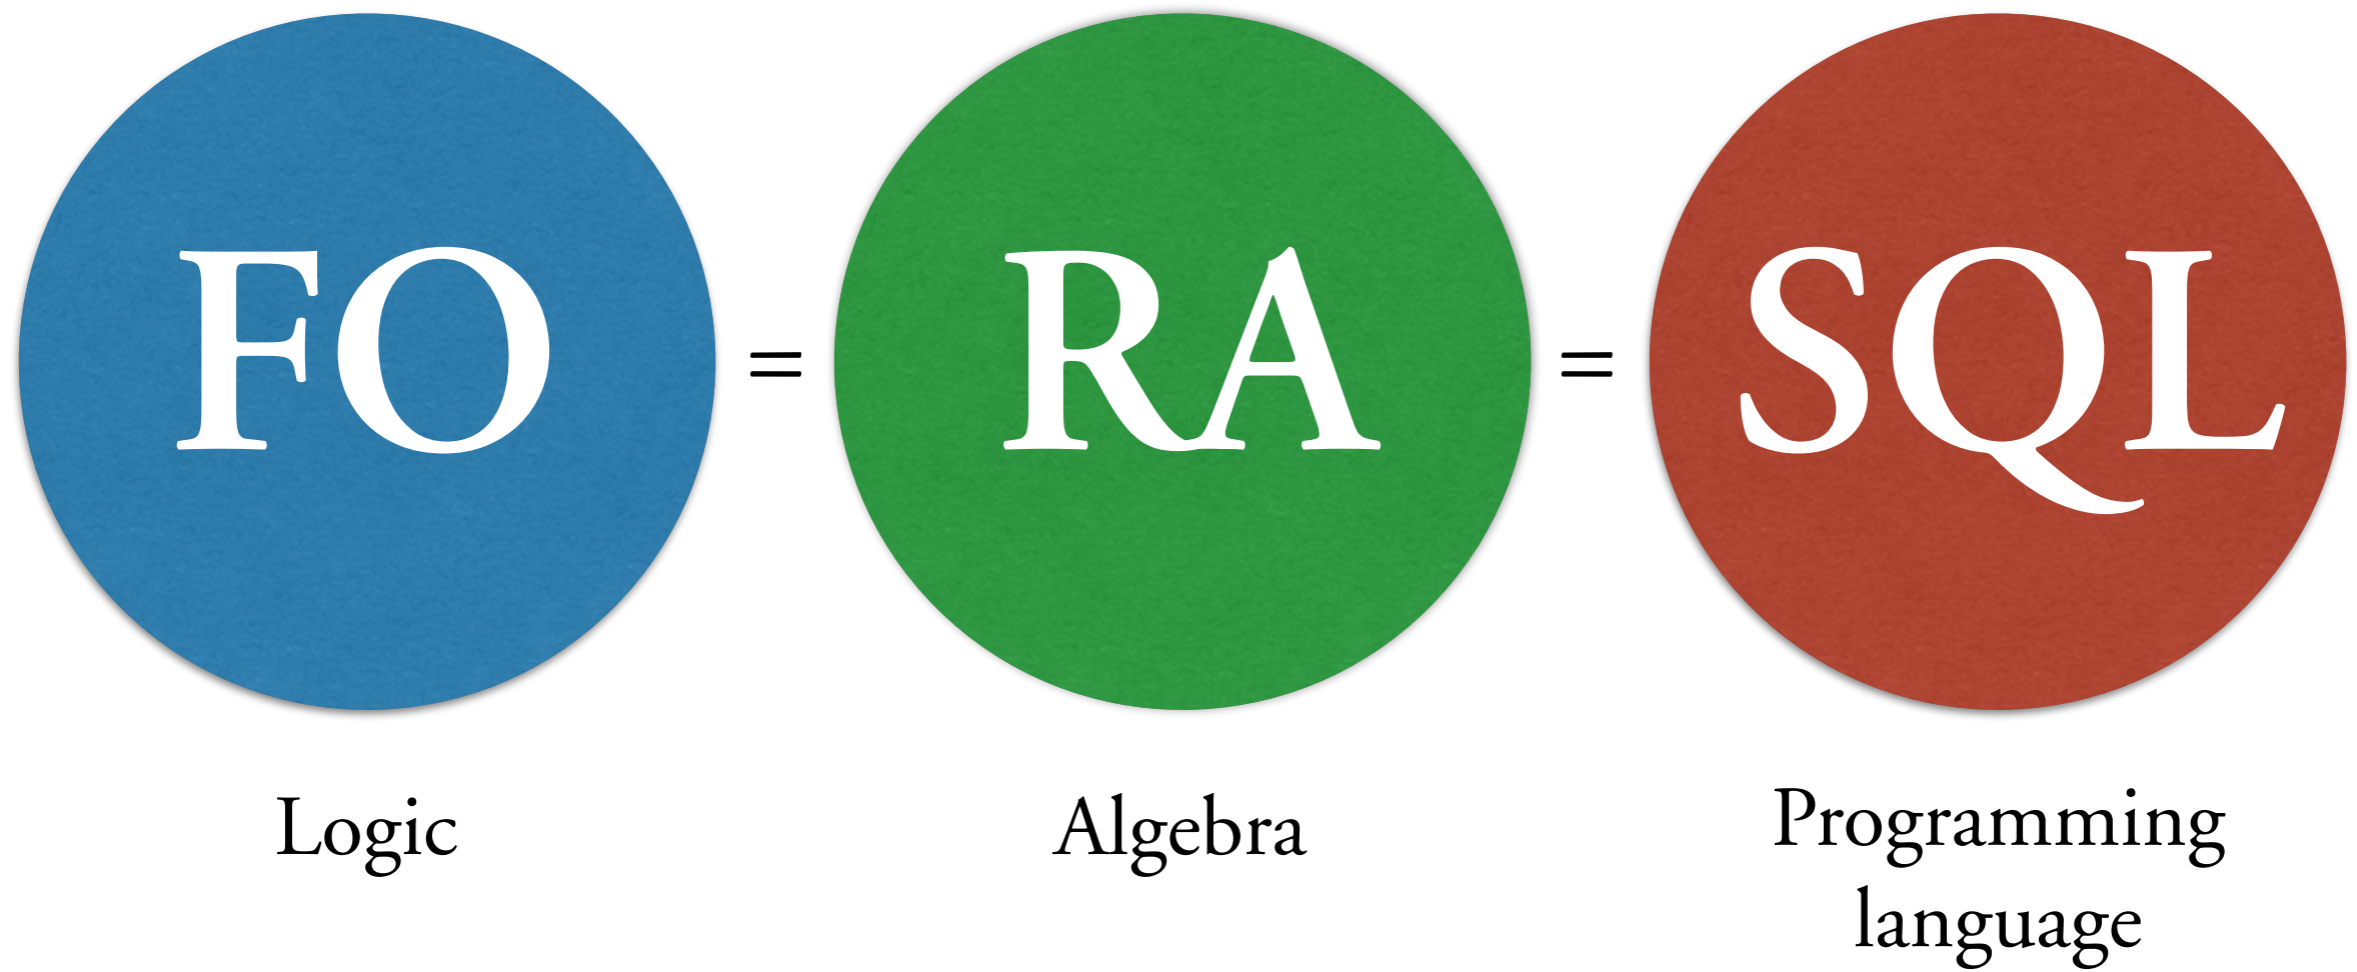 FO = RA = SQL
Logic
Algebra
Programming
language